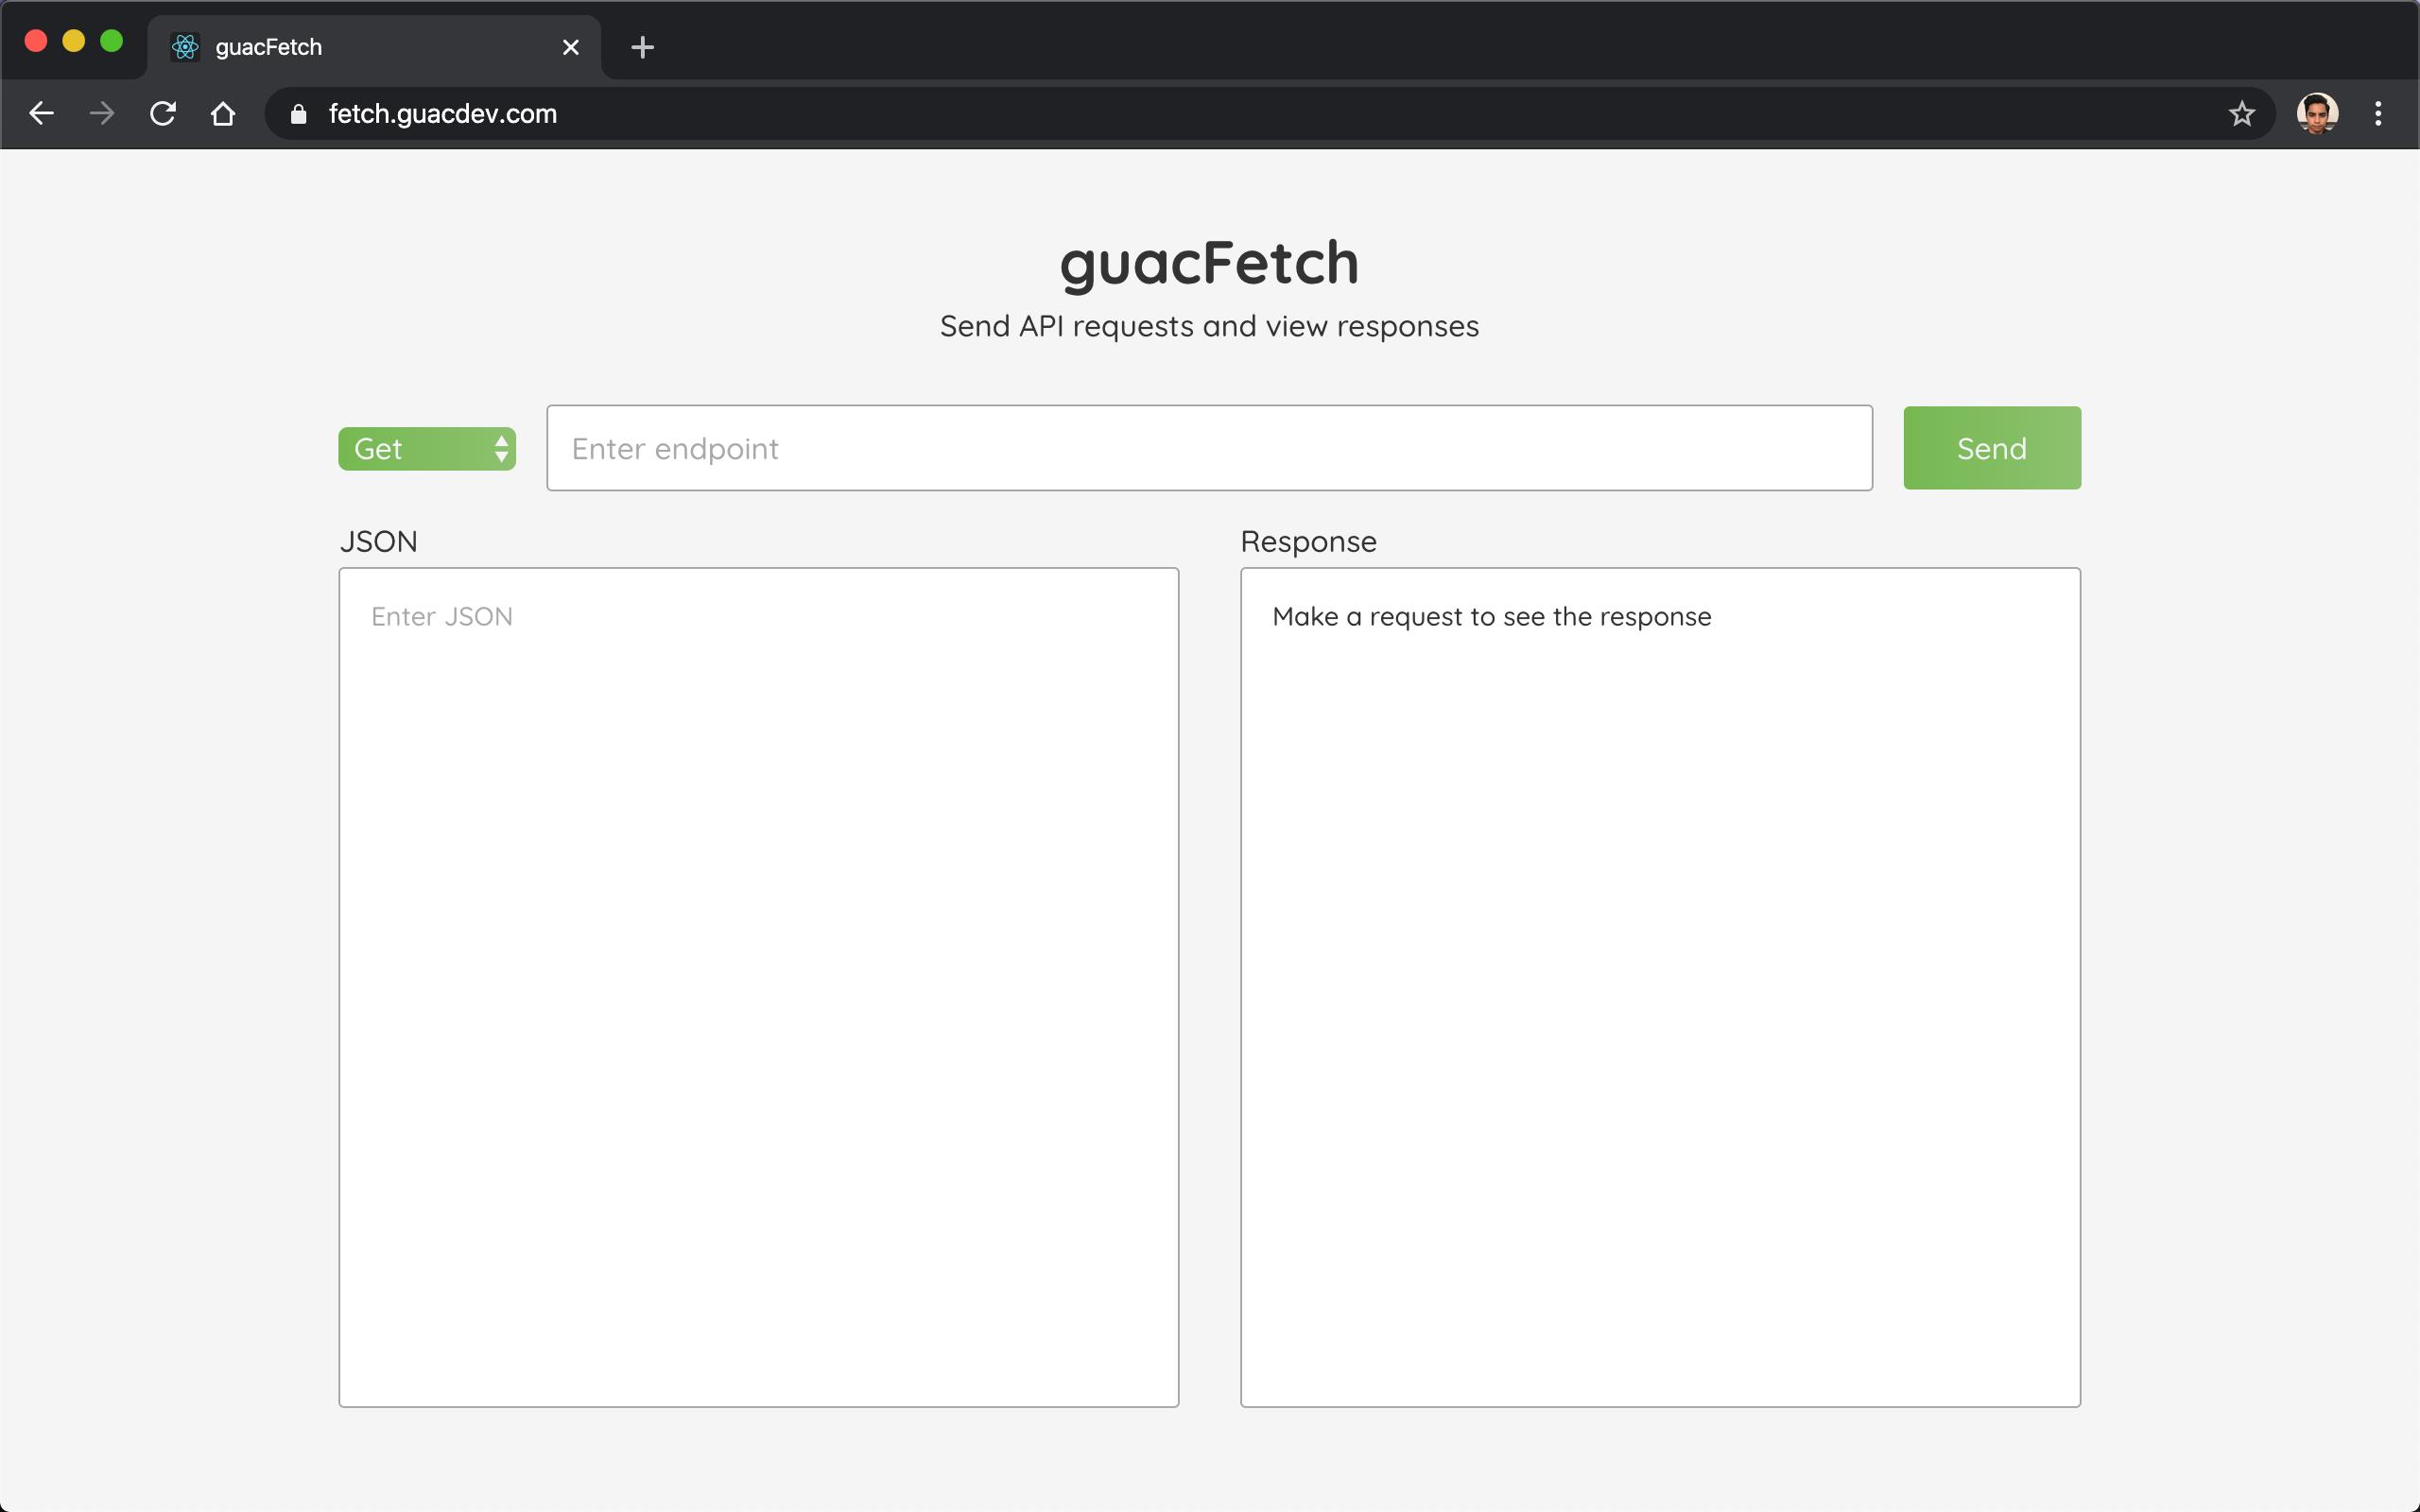 guacFetch
fetch.guacdev.com
guacFetch
Send API requests and view responses
Get
Enter endpoint
Send
JSON
Response
Enter JSON
Make a request to see the response